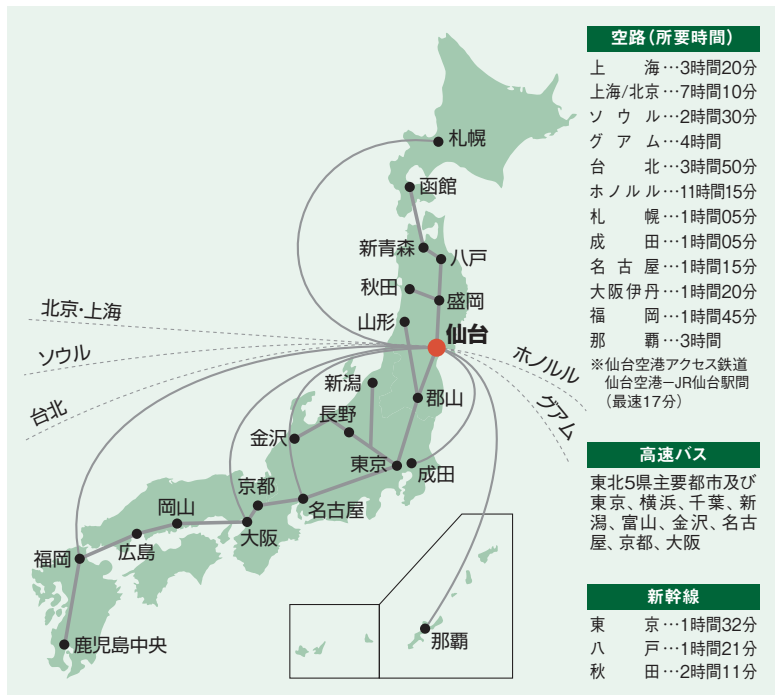 札幌
函館
新青森
八戸
秋田
盛岡
山形
仙台
北京・上海
ソウル
台北
ホノルル
グアム
新潟
郡山
長野
金沢
東京
成田
京都
名古屋
岡山
大阪
広島
福岡
鹿児島中央
那覇
空路(所要時間)
上海…3時間20分
上海/北京…7時間10分
ソウル…2時間30分
グアム…4時間
台北…3時間50分
ホノルル…11時間15分
札幌…1時間05分
成田…1時間05分
名古屋…1時間15分
大阪伊丹…1時間20分
福岡…1時間45分
那覇…3時間
※仙台空港アクセス鉄道
仙台空港ーJR仙台駅間
(最速17分)
高速バス
東北5県主要都市及び
東京、横浜、千葉、新
潟、富山、金沢、名古
屋、京都、大阪
新幹線
東京…1時間32分
八戸…1時間21分
秋田…2時間11分